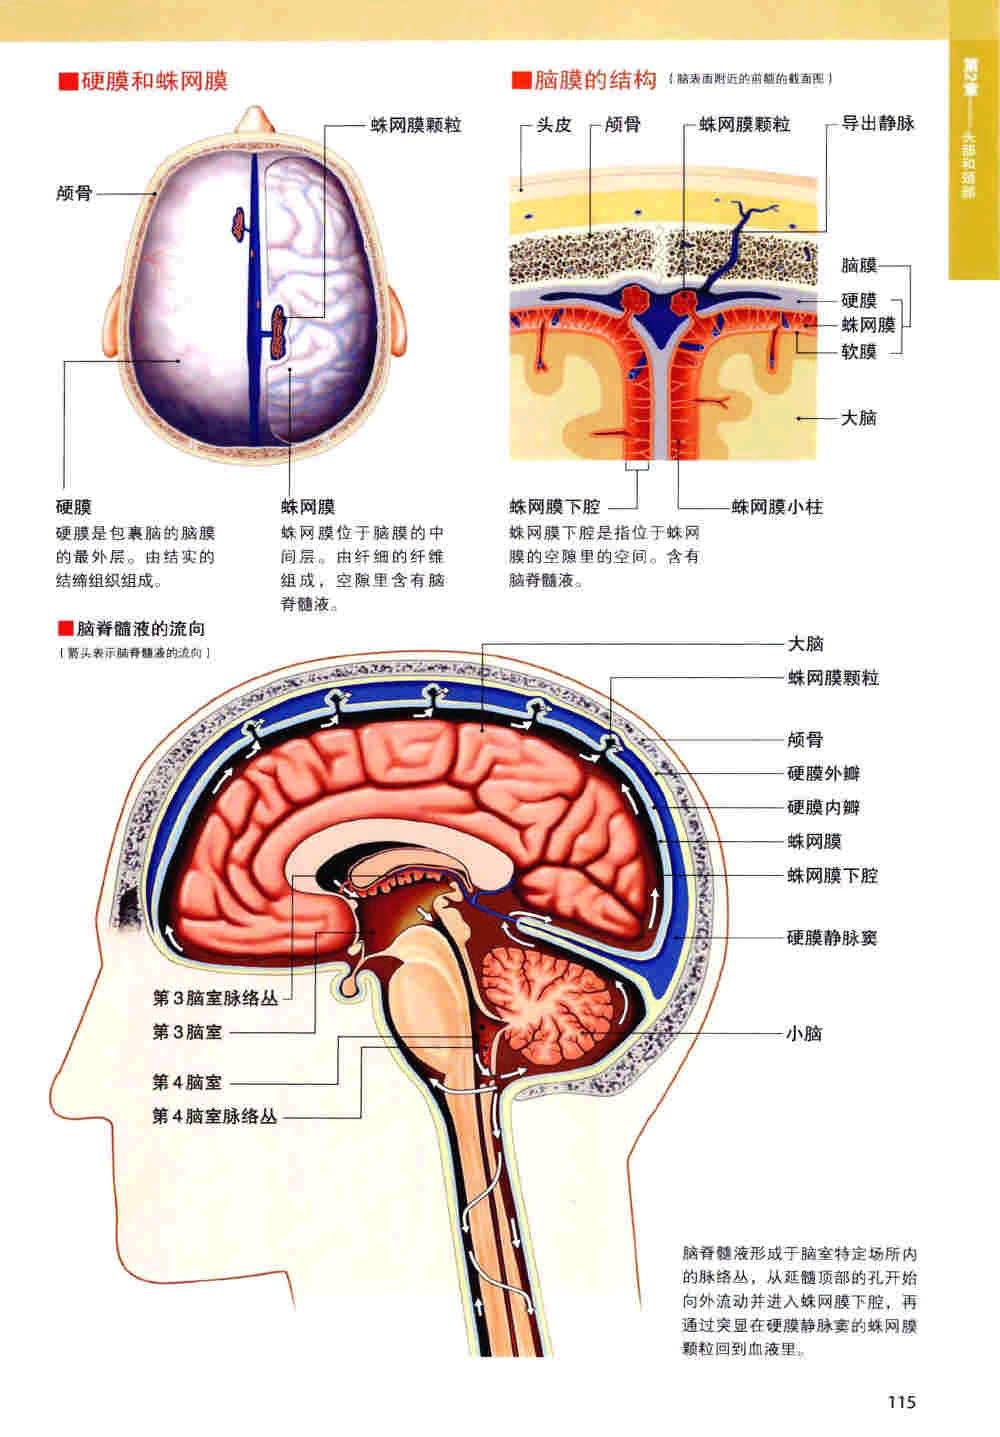 第2章——头部和颈部
■硬膜和蛛网膜
蛛网膜颗粒
颅骨
硬膜
硬膜是包裹脑的脑膜
的最外层。由结实的
结缔组织组成。
蛛网膜
蛛网膜位于脑膜的中
间层。由纤细的纤维
组成，空隙里含有脑
脊髓液。
■脑膜的结构（脑表面附近的前额的截面图）
头皮
颅骨
蛛网膜颗粒
导出静脉
脑膜
硬膜
蛛网膜
软膜
大脑
蛛网膜下腔
蛛网膜小柱
蛛网膜下腔是指位于蛛网
膜的空隙里的空间。含有
脑脊髓液。
■脑脊髓液的流向
（箭头表示脑脊髓液的流向）
大脑
蛛网膜颗粒
颅骨
硬膜外瓣
硬膜内瓣
蛛网膜
蛛网膜下腔
硬膜静脉窦
小脑
第3脑室脉络丛
第3脑室
第4脑室
第4脑室脉络丛
脑脊髓液形成于脑室特定场所内
的脉络丛，从延髓顶部的孔开始
向外流动并进入蛛网膜下腔，再
通过突显在硬膜静脉窦的蛛网膜
颗粒回到血液里。
115